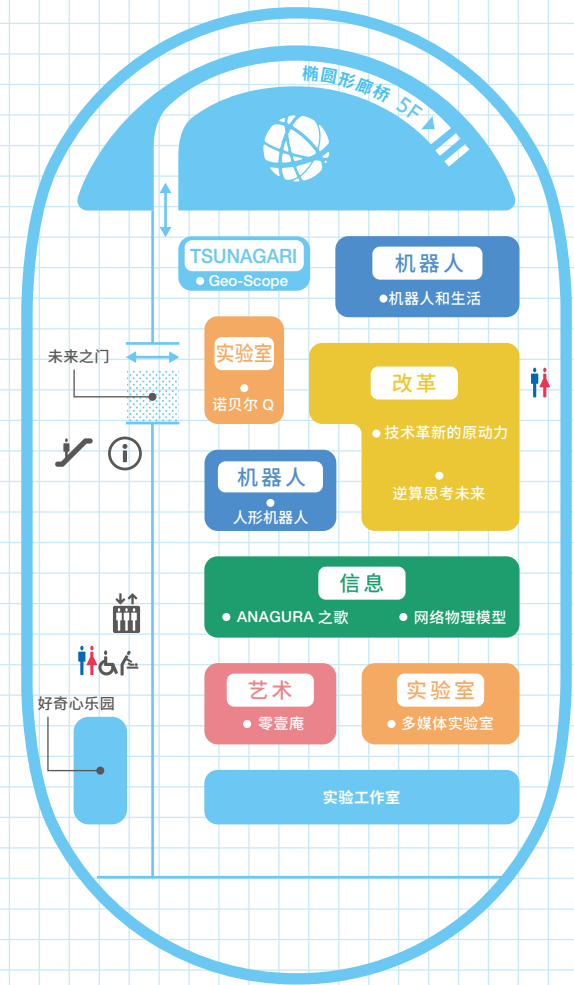 椭圆形廊桥 5F
TSUNAGARI
Geo-Scope
机器人
机器人和生活
未来之门
实验室
诺贝尔 Q
改革
技术革新的原动力
逆算思考未来
机器人
人形机器人
信息
ANAGURA 之歌
网络物理模型
好奇心乐园
艺术
零壹庵
实验室
多媒体实验室
实验工作室